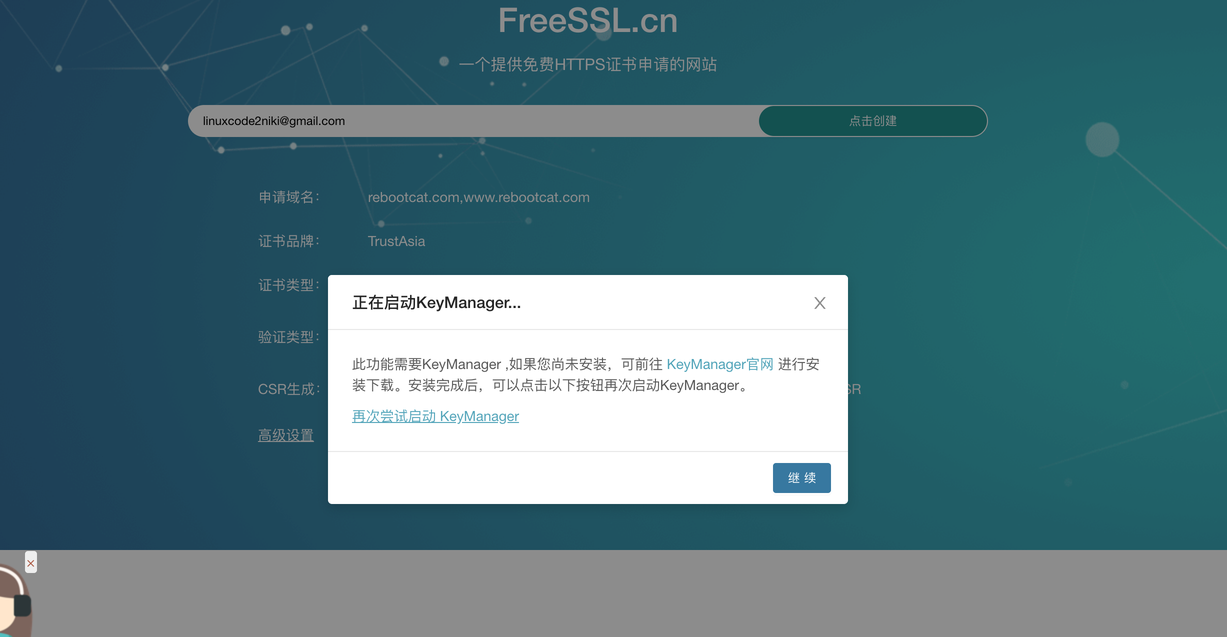 FreeSSL.cn
一个提供免费HTTPS证书申请的网站
linuxcode2niki@gmail.com
点击创建
申请域名：
rebootcat.com,www.rebootcat.com
证书品牌：
TrustAsia
证书类型：
正在启动KeyManager...
验证类型：
此功能需要KeyManager ,如果您尚未安装，可前往 KeyManager官网 进行安
装下载。安装完成后，可以点击以下按钮再次启动KeyManager。
CSR生成：
SR
再次尝试启动 KeyManager
高级设置
继 续